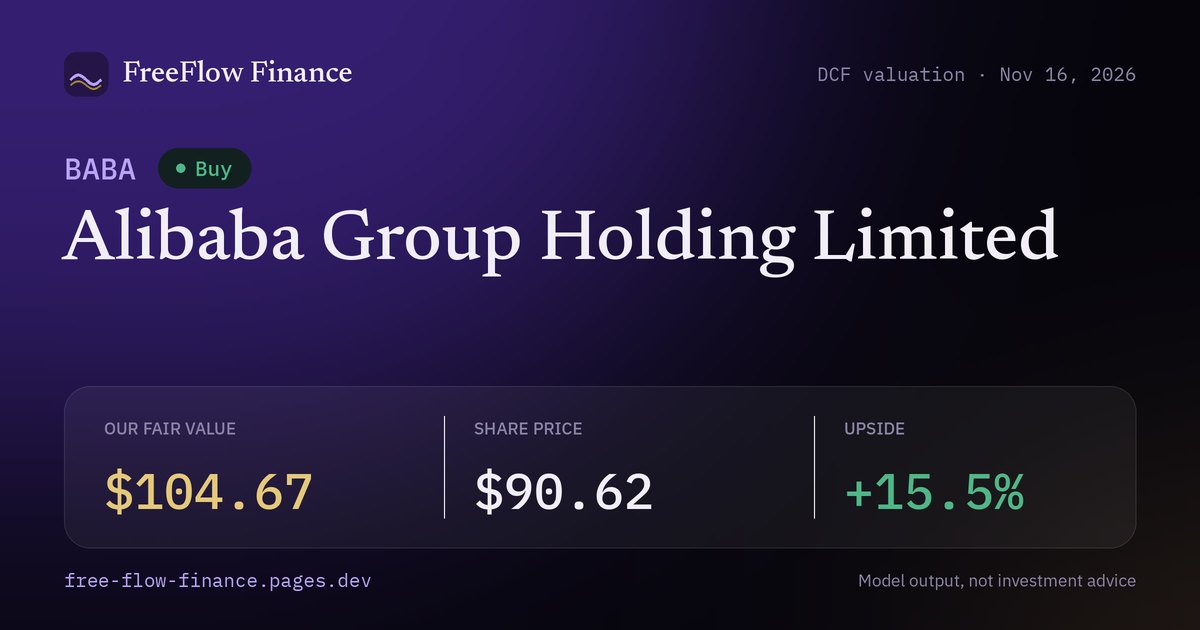 FreeFlow Finance
DCF valuation · Nov 16, 2026
BABA
Buy
Alibaba Group Holding Limited
OUR FAIR VALUE
$104.67
SHARE PRICE
$90.62
UPSIDE
+15.5%
free-flow-finance.pages.dev
Model output, not investment advice